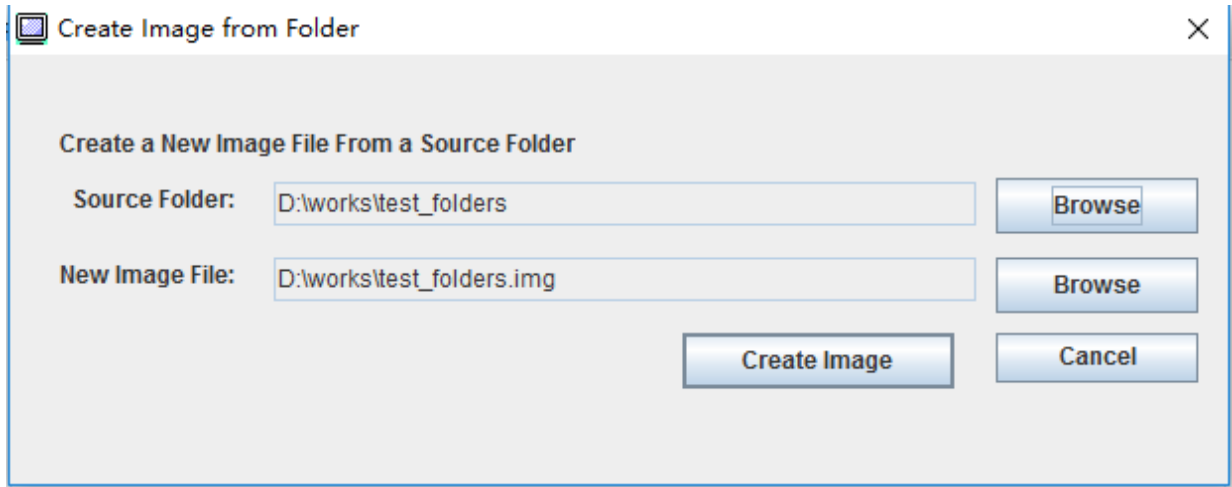 Create Image from Folder
Create a New Image File From a Source Folder
Source Folder: D:\works\test_folders Browse
New Image File: D:\works\test_folders.img Browse
Create Image Cancel